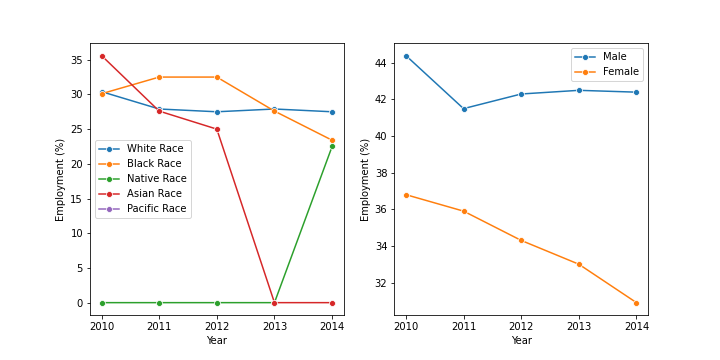 35
30
25
20
15
10
5
0
Employment (%)
White Race
Black Race
Native Race
Asian Race
Pacific Race
2010 2011 2012 2013 2014
Year
44
42
40
38
36
34
32
Employment (%)
Male
Female
2010 2011 2012 2013 2014
Year